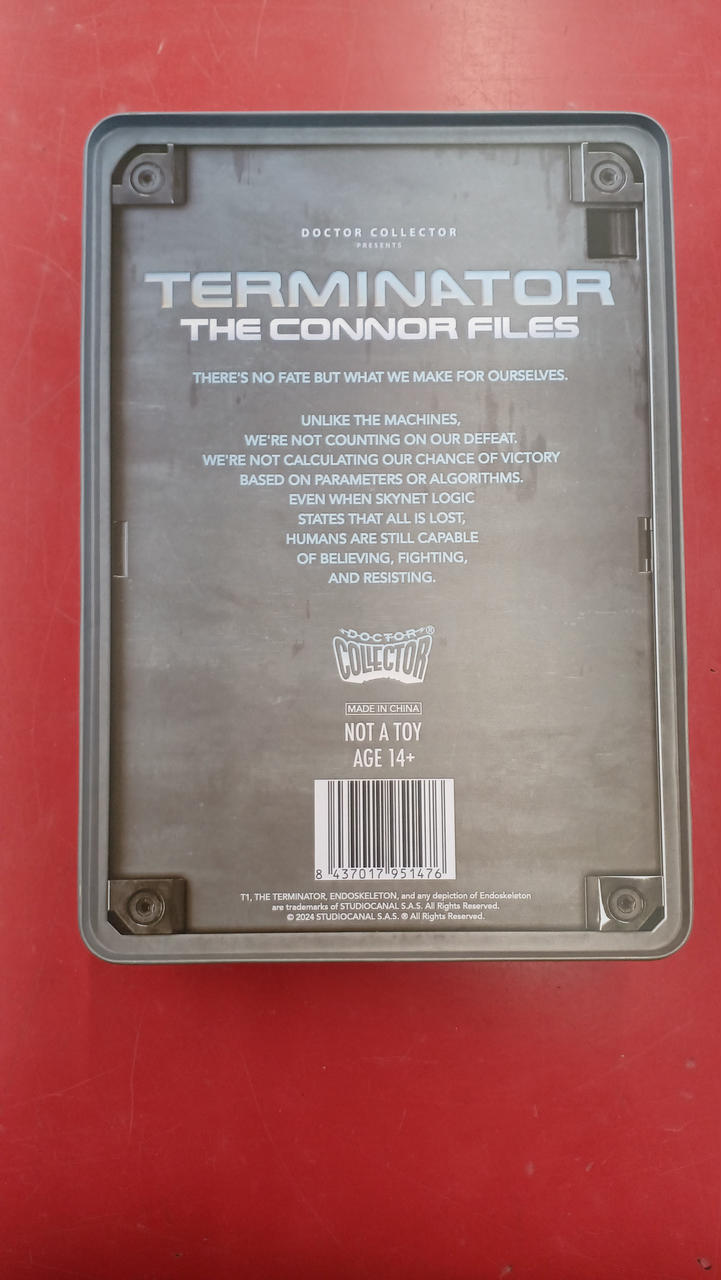 DOCTOR COLLECTOR
PRESENTS
TERMINATOR
THE CONNOR FILES
THERE'S NO FATE BUT WHAT WE MAKE FOR OURSELVES.
UNLIKE THE MACHINES,
WE'RE NOT COUNTING ON OUR DEFEAT.
WE'RE NOT CALCULATING OUR CHANCE OF VICTORY
BASED ON PARAMETERS OR ALGORITHMS.
EVEN WHEN SKYNET LOGIC
STATES THAT ALL IS LOST,
HUMANS ARE STILL CAPABLE
OF BELIEVING, FIGHTING,
AND RESISTING.
DOCTOR®
COLLECTOR
MADE IN CHINA
NOT A TOY
AGE 14+
8 437017 951476
T1, THE TERMINATOR, ENDOSKELETON, and any depiction of Endoskeleton
are trademarks of STUDIOCANAL S.A.S. All Rights Reserved.
© 2024 STUDIOCANAL S.A.S. ® All Rights Reserved.